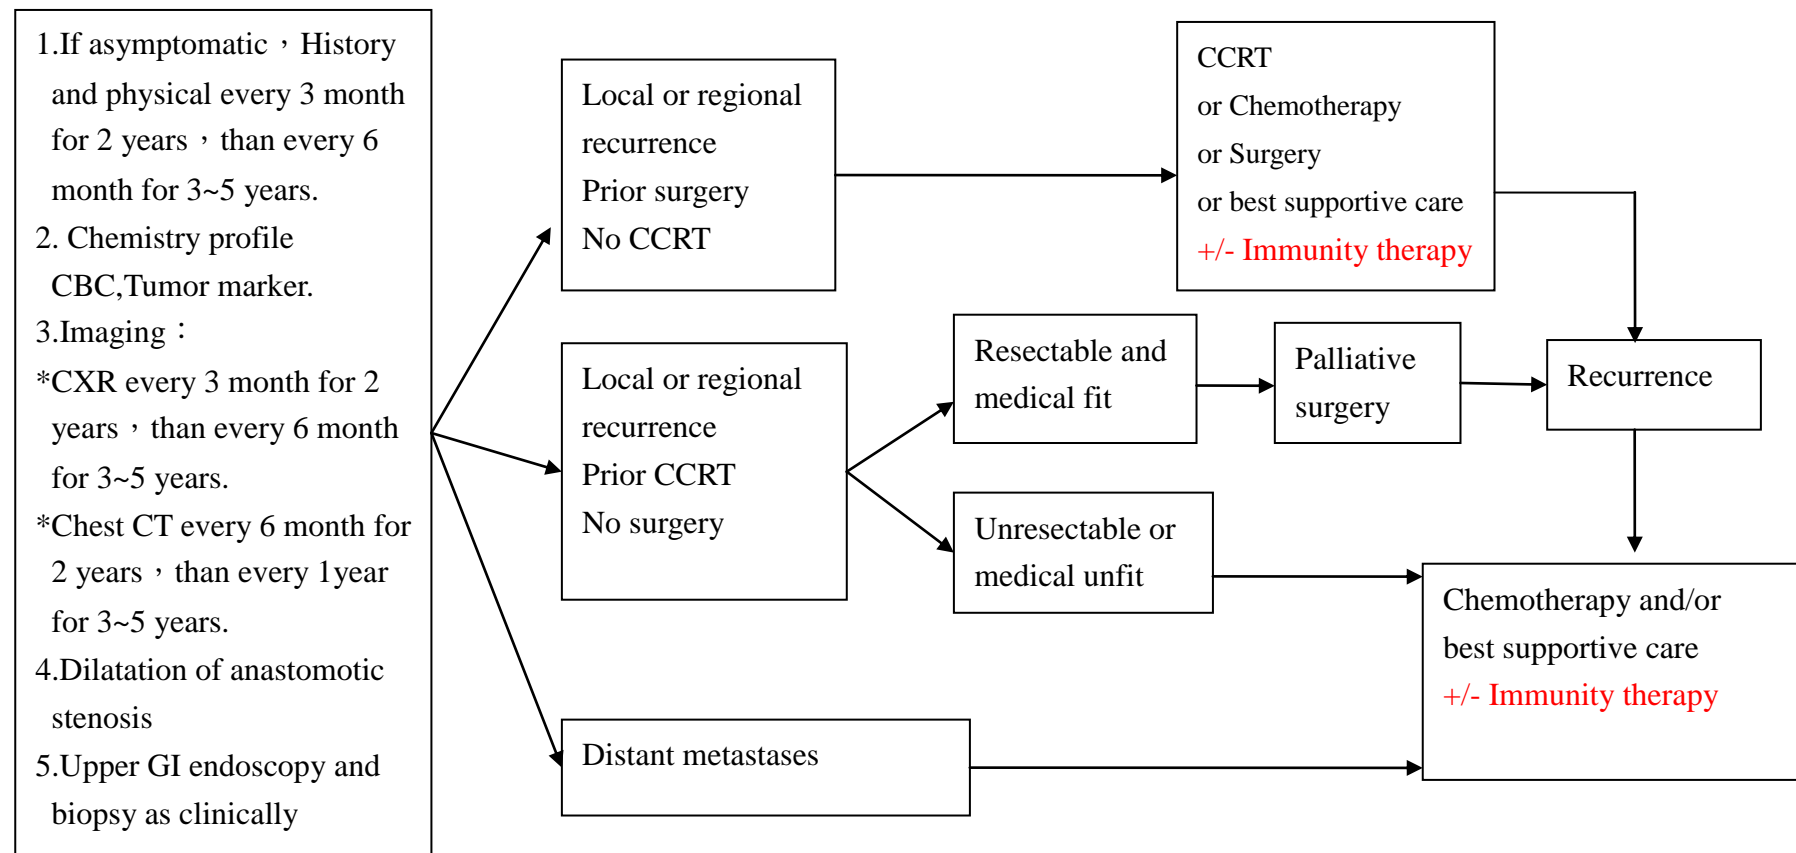 1.If asymptomatic，History
and physical every 3 month
for 2 years，than every 6
month for 3~5 years.
2. Chemistry profile
CBC,Tumor marker.
3.Imaging：
*CXR every 3 month for 2
years，than every 6 month
for 3~5 years.
*Chest CT every 6 month for
2 years，than every 1year
for 3~5 years.
4.Dilatation of anastomotic
stenosis
5.Upper GI endoscopy and
biopsy as clinically
Local or regional
recurrence
Prior surgery
No CCRT
CCRT
or Chemotherapy
or Surgery
or best supportive care
+/- Immunity therapy
Local or regional
recurrence
Prior CCRT
No surgery
Resectable and
medical fit
Palliative
surgery
Recurrence
Unresectable or
medical unfit
Chemotherapy and/or
best supportive care
+/- Immunity therapy
Distant metastases